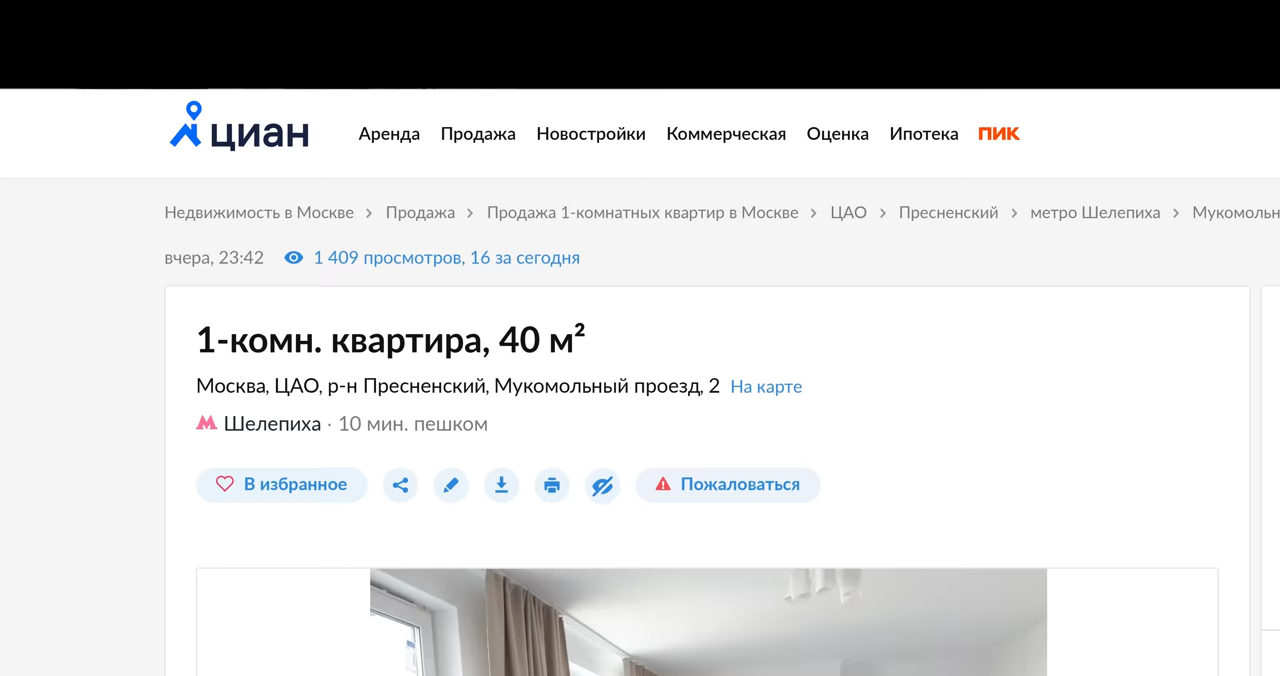 циан
Аренда Продажа Новостройки Коммерческая Оценка Ипотека ПИК
Недвижимость в Москве > Продажа > Продажа 1-комнатных квартир в Москве > ЦАО > Пресненский > метро Шелепиха > Мукомольн
вчера, 23:42 1 409 просмотров, 16 за сегодня
1-комн. квартира, 40 м²
Москва, ЦАО, р-н Пресненский, Мукомольный проезд, 2 На карте
Шелепиха · 10 мин. пешком
В избранное Пожаловаться